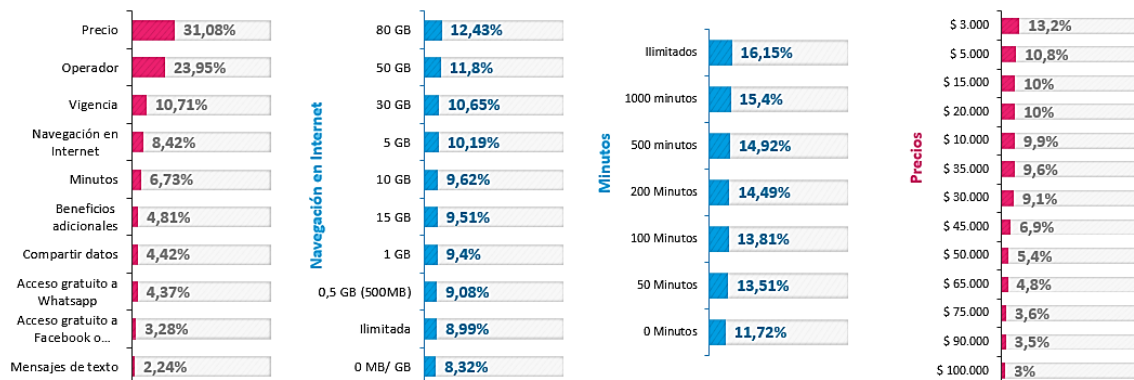 Precio 31,08%
Operador 23,95%
Vigencia 10,71%
Navegación en
Internet 8,42%
Minutos 6,73%
Beneficios
adicionales 4,81%
Compartir datos 4,42%
Acceso gratuito a
Whatsapp 4,37%
Acceso gratuito a
Facebook o... 3,28%
Mensajes de texto 2,24%
Navegación en Internet
80 GB 12,43%
50 GB 11,8%
30 GB 10,65%
5 GB 10,19%
10 GB 9,62%
15 GB 9,51%
1 GB 9,4%
0,5 GB (500MB) 9,08%
Ilimitada 8,99%
0 MB/ GB 8,32%
Minutos
Ilimitados 16,15%
1000 minutos 15,4%
500 minutos 14,92%
200 Minutos 14,49%
100 Minutos 13,81%
50 Minutos 13,51%
0 Minutos 11,72%
Precios
$ 3.000 13,2%
$ 5.000 10,8%
$ 15.000 10%
$ 20.000 10%
$ 10.000 9,9%
$ 35.000 9,6%
$ 30.000 9,1%
$ 45.000 6,9%
$ 50.000 5,4%
$ 65.000 4,8%
$ 75.000 3,6%
$ 90.000 3,5%
$ 100.000 3%